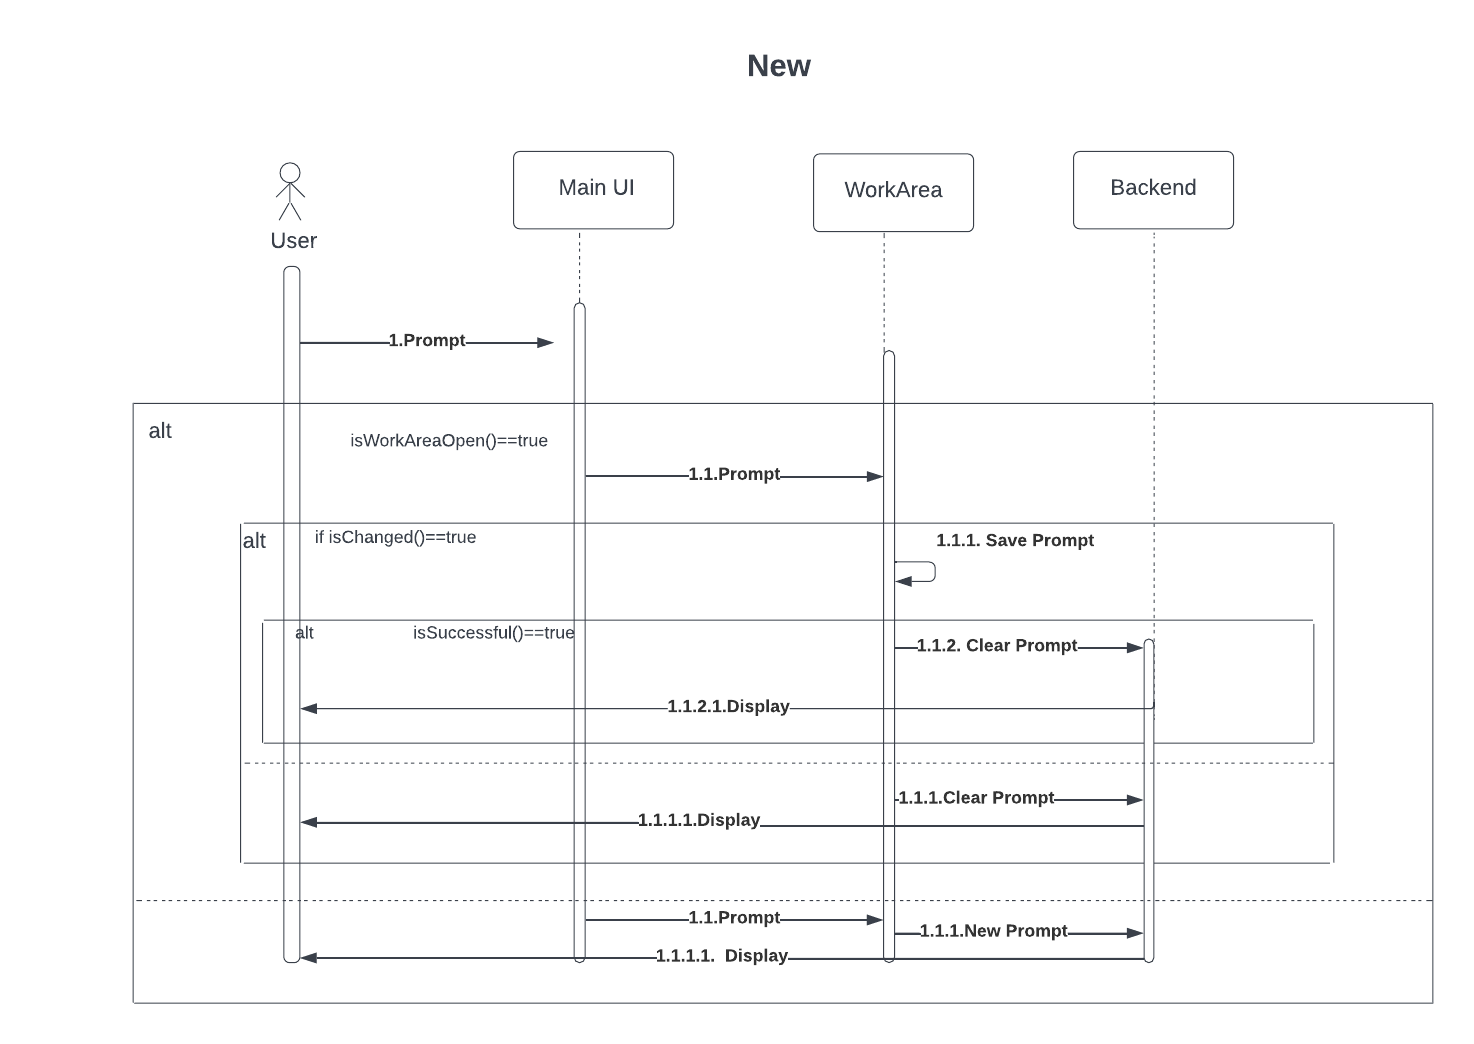 New
User
Main UI
WorkArea
Backend
1.Prompt
alt
isWorkAreaOpen()==true
1.1.Prompt
alt
if isChanged()==true
1.1.1. Save Prompt
alt
isSuccessful()==true
1.1.2. Clear Prompt
1.1.2.1.Display
1.1.1.Clear Prompt
1.1.1.1.Display
1.1.Prompt
1.1.1.New Prompt
1.1.1.1.  Display